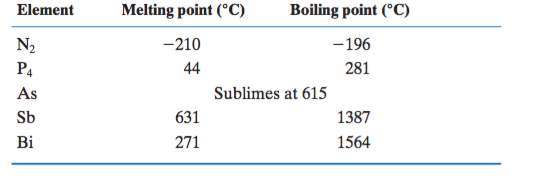 Element Melting point (°C) Boiling point (°C)
N₂ −210 −196
P₄ 44 281
As Sublimes at 615
Sb 631 1387
Bi 271 1564